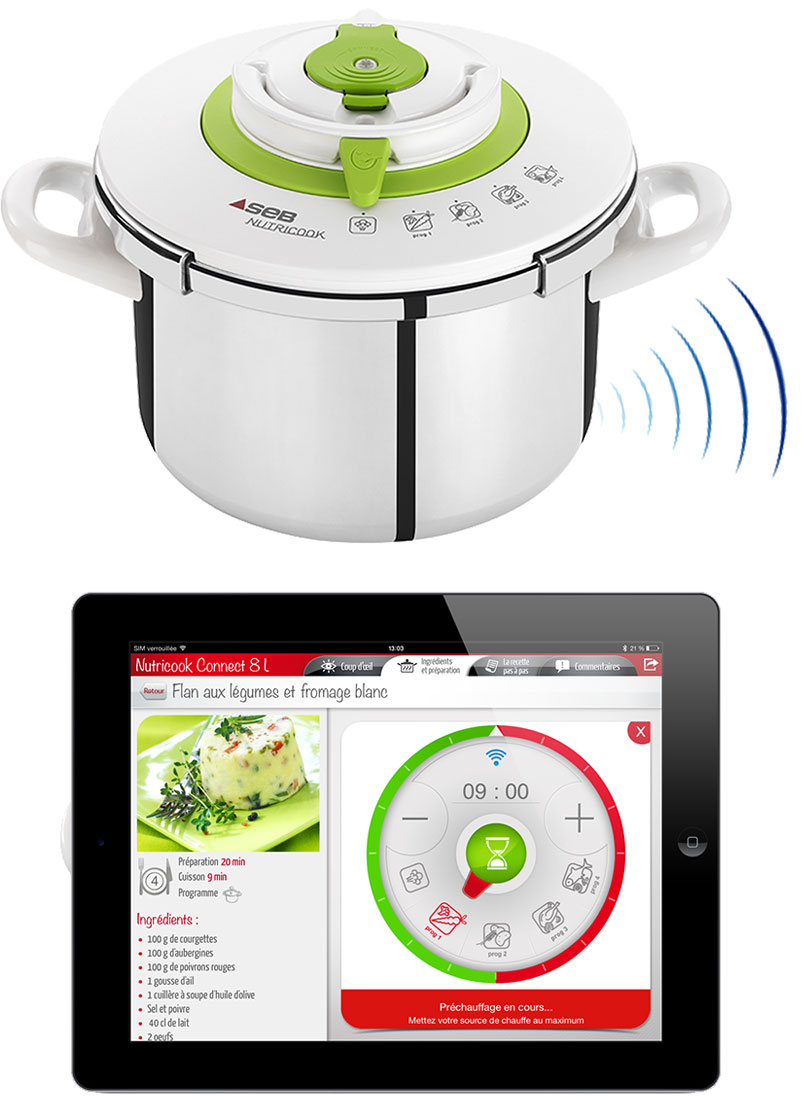 SEB
NUTRICOOK
prog 1
prog 2
prog 3
prog 4
SIM verrouillée
13:03
21 %
Nutricook Connect 8 L
Coup d'œil
Ingrédients
et préparation
La recette
pas à pas
Commentaires
Retour
Flan aux légumes et fromage blanc
4
Préparation 20 min
Cuisson 9 min
Programme
Ingrédients :
• 100 g de courgettes
• 100 g d'aubergines
• 100 g de poivrons rouges
• 1 gousse d'ail
• 1 cuillère à soupe d'huile d'olive
• Sel et poivre
• 40 cl de lait
• 2 oeufs
X
09 : 00
− +
prog 1
prog 2
prog 3
prog 4
Préchauffage en cours...
Mettez votre source de chauffe au maximum